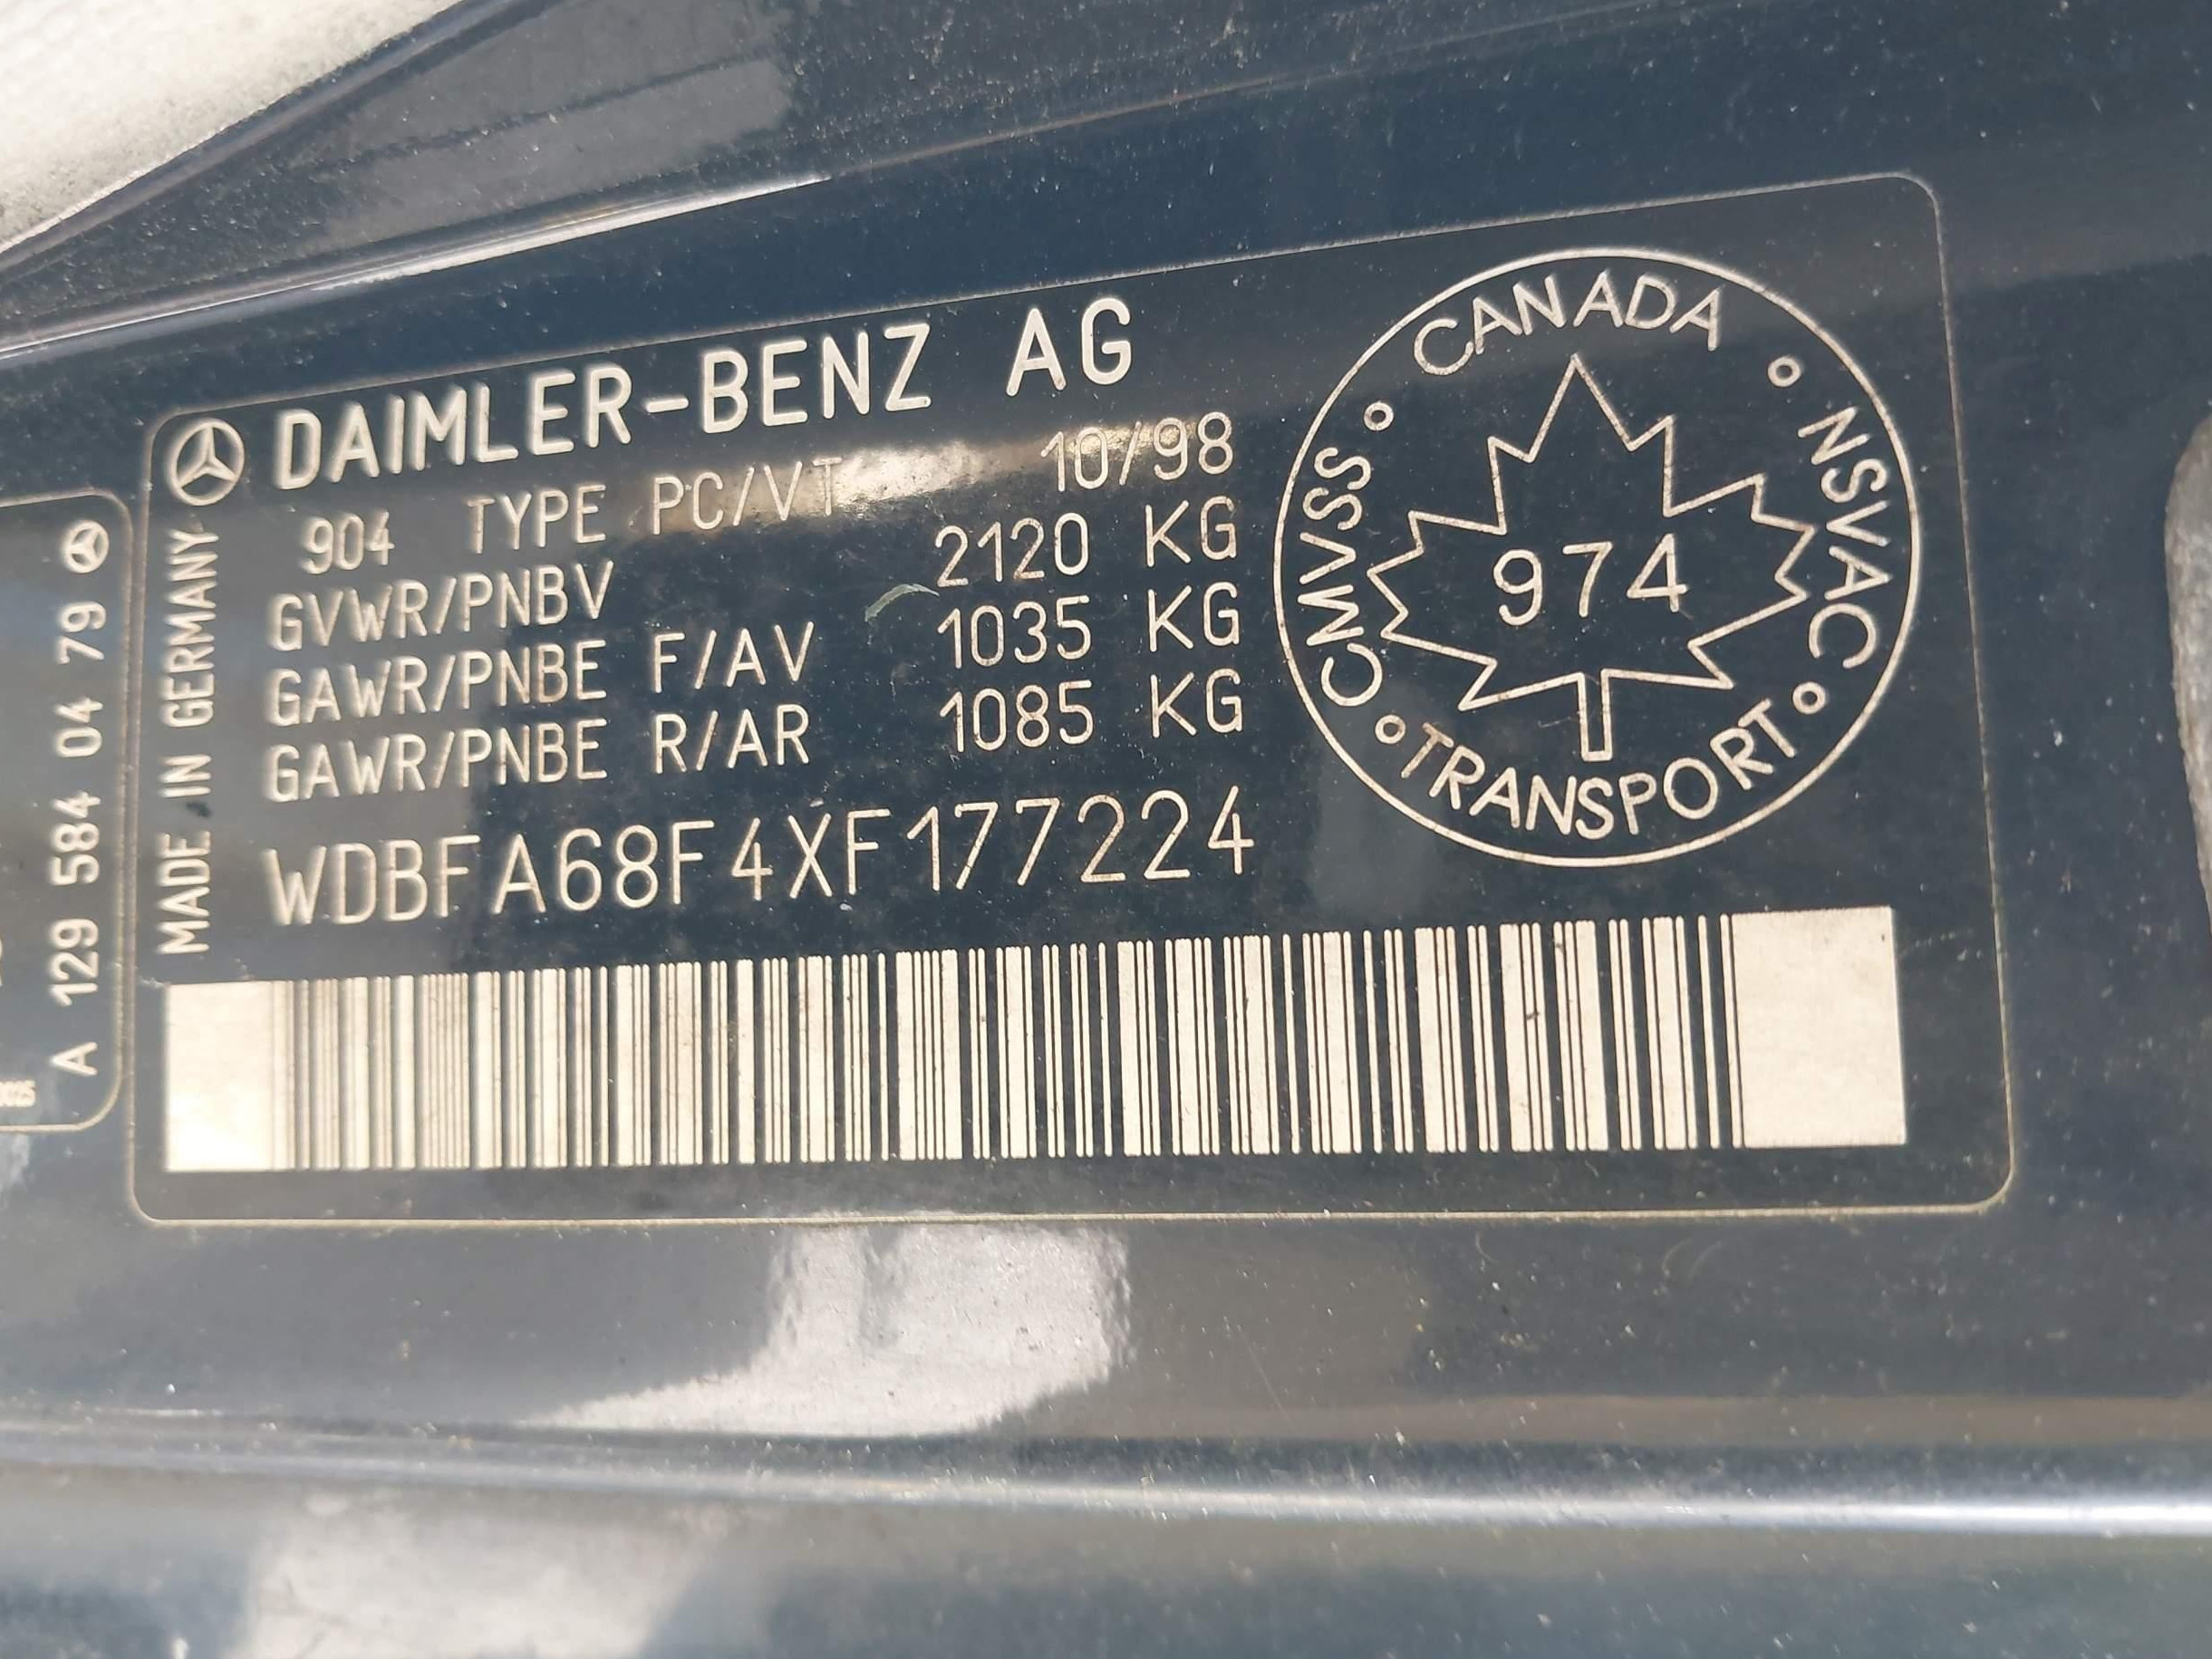 DAIMLER-BENZ AG
904 TYPE PC/VT 10/98
GVWR/PNBV 2120 KG
GAWR/PNBE F/AV 1035 KG
GAWR/PNBE R/AR 1085 KG
WDBFA68F4XF177224
MADE IN GERMANY
CANADA
NSVAC
TRANSPORT
CMVSS
974
A 129 584 04 79